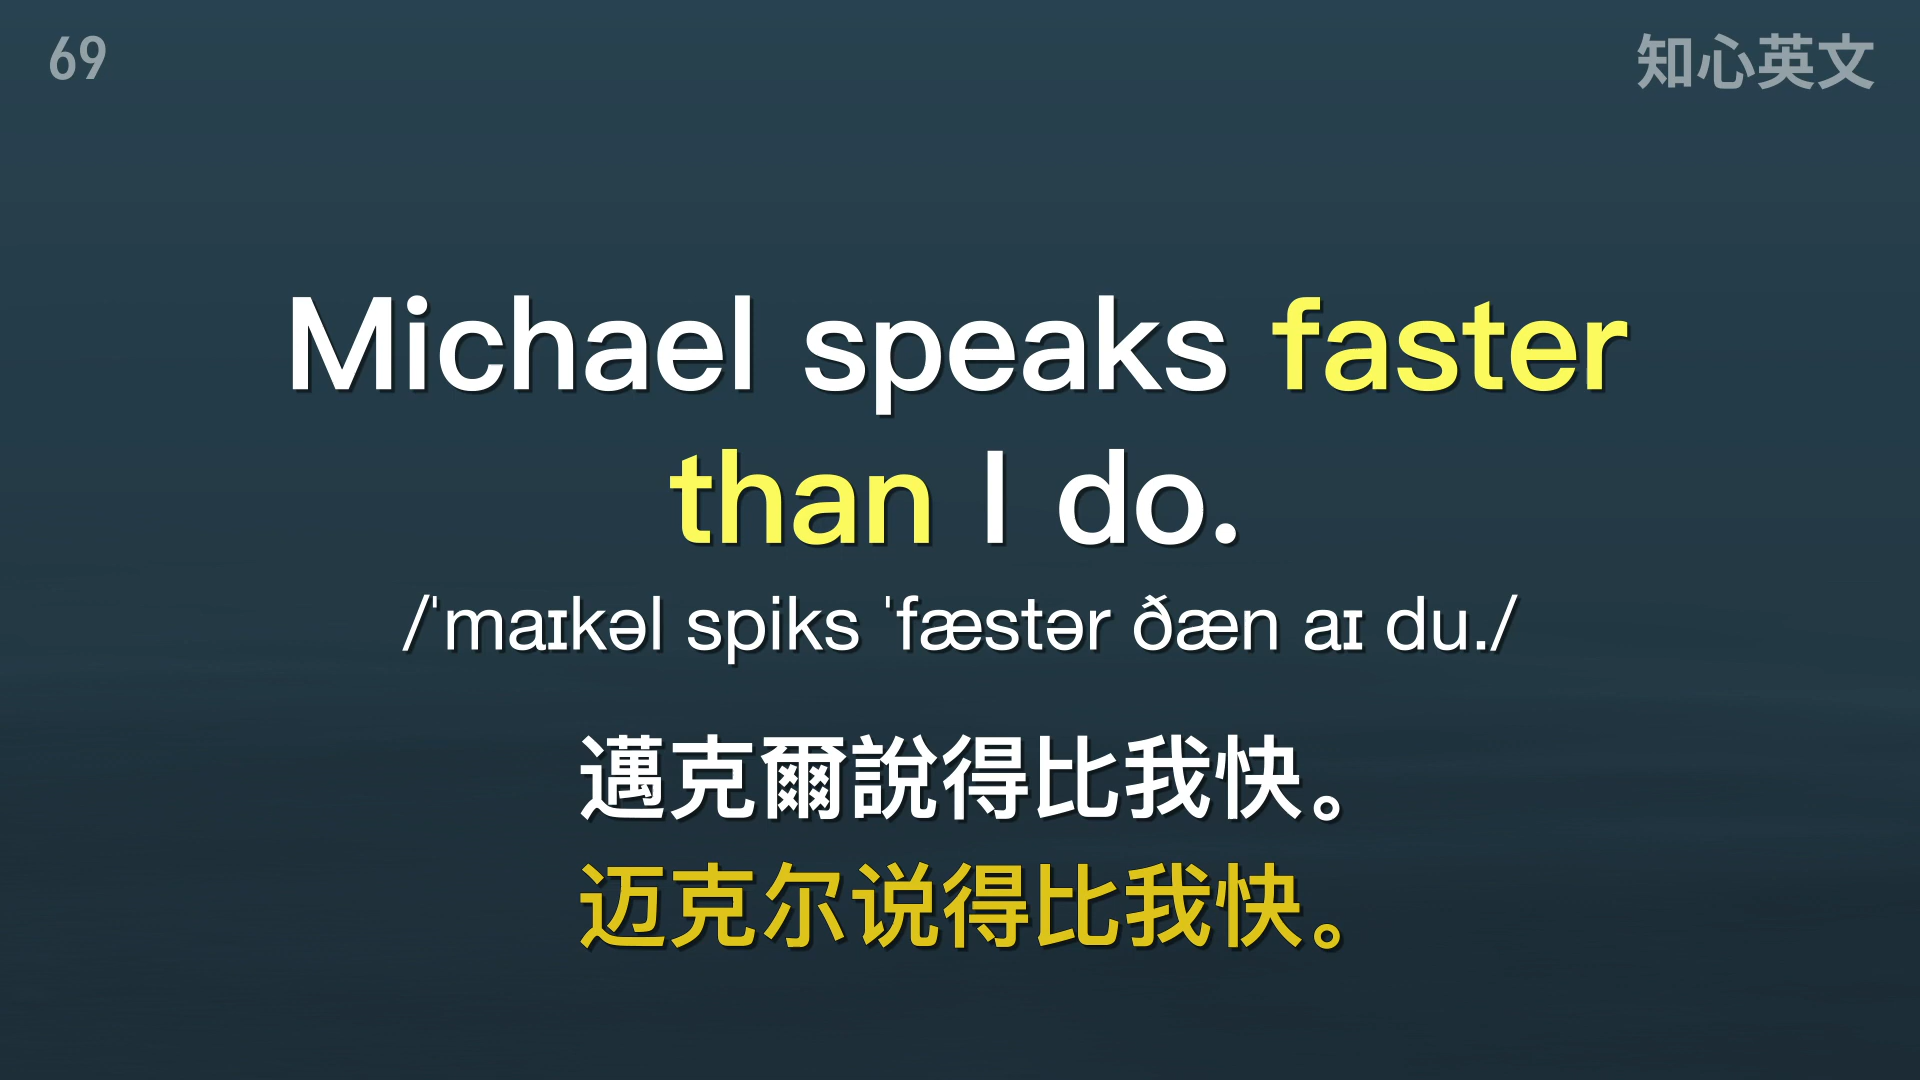 69
知心英文
Michael speaks faster
than I do.
/ˈmaɪkəl spiks ˈfæstər ðæn aɪ du./
邁克爾說得比我快。
迈克尔说得比我快。